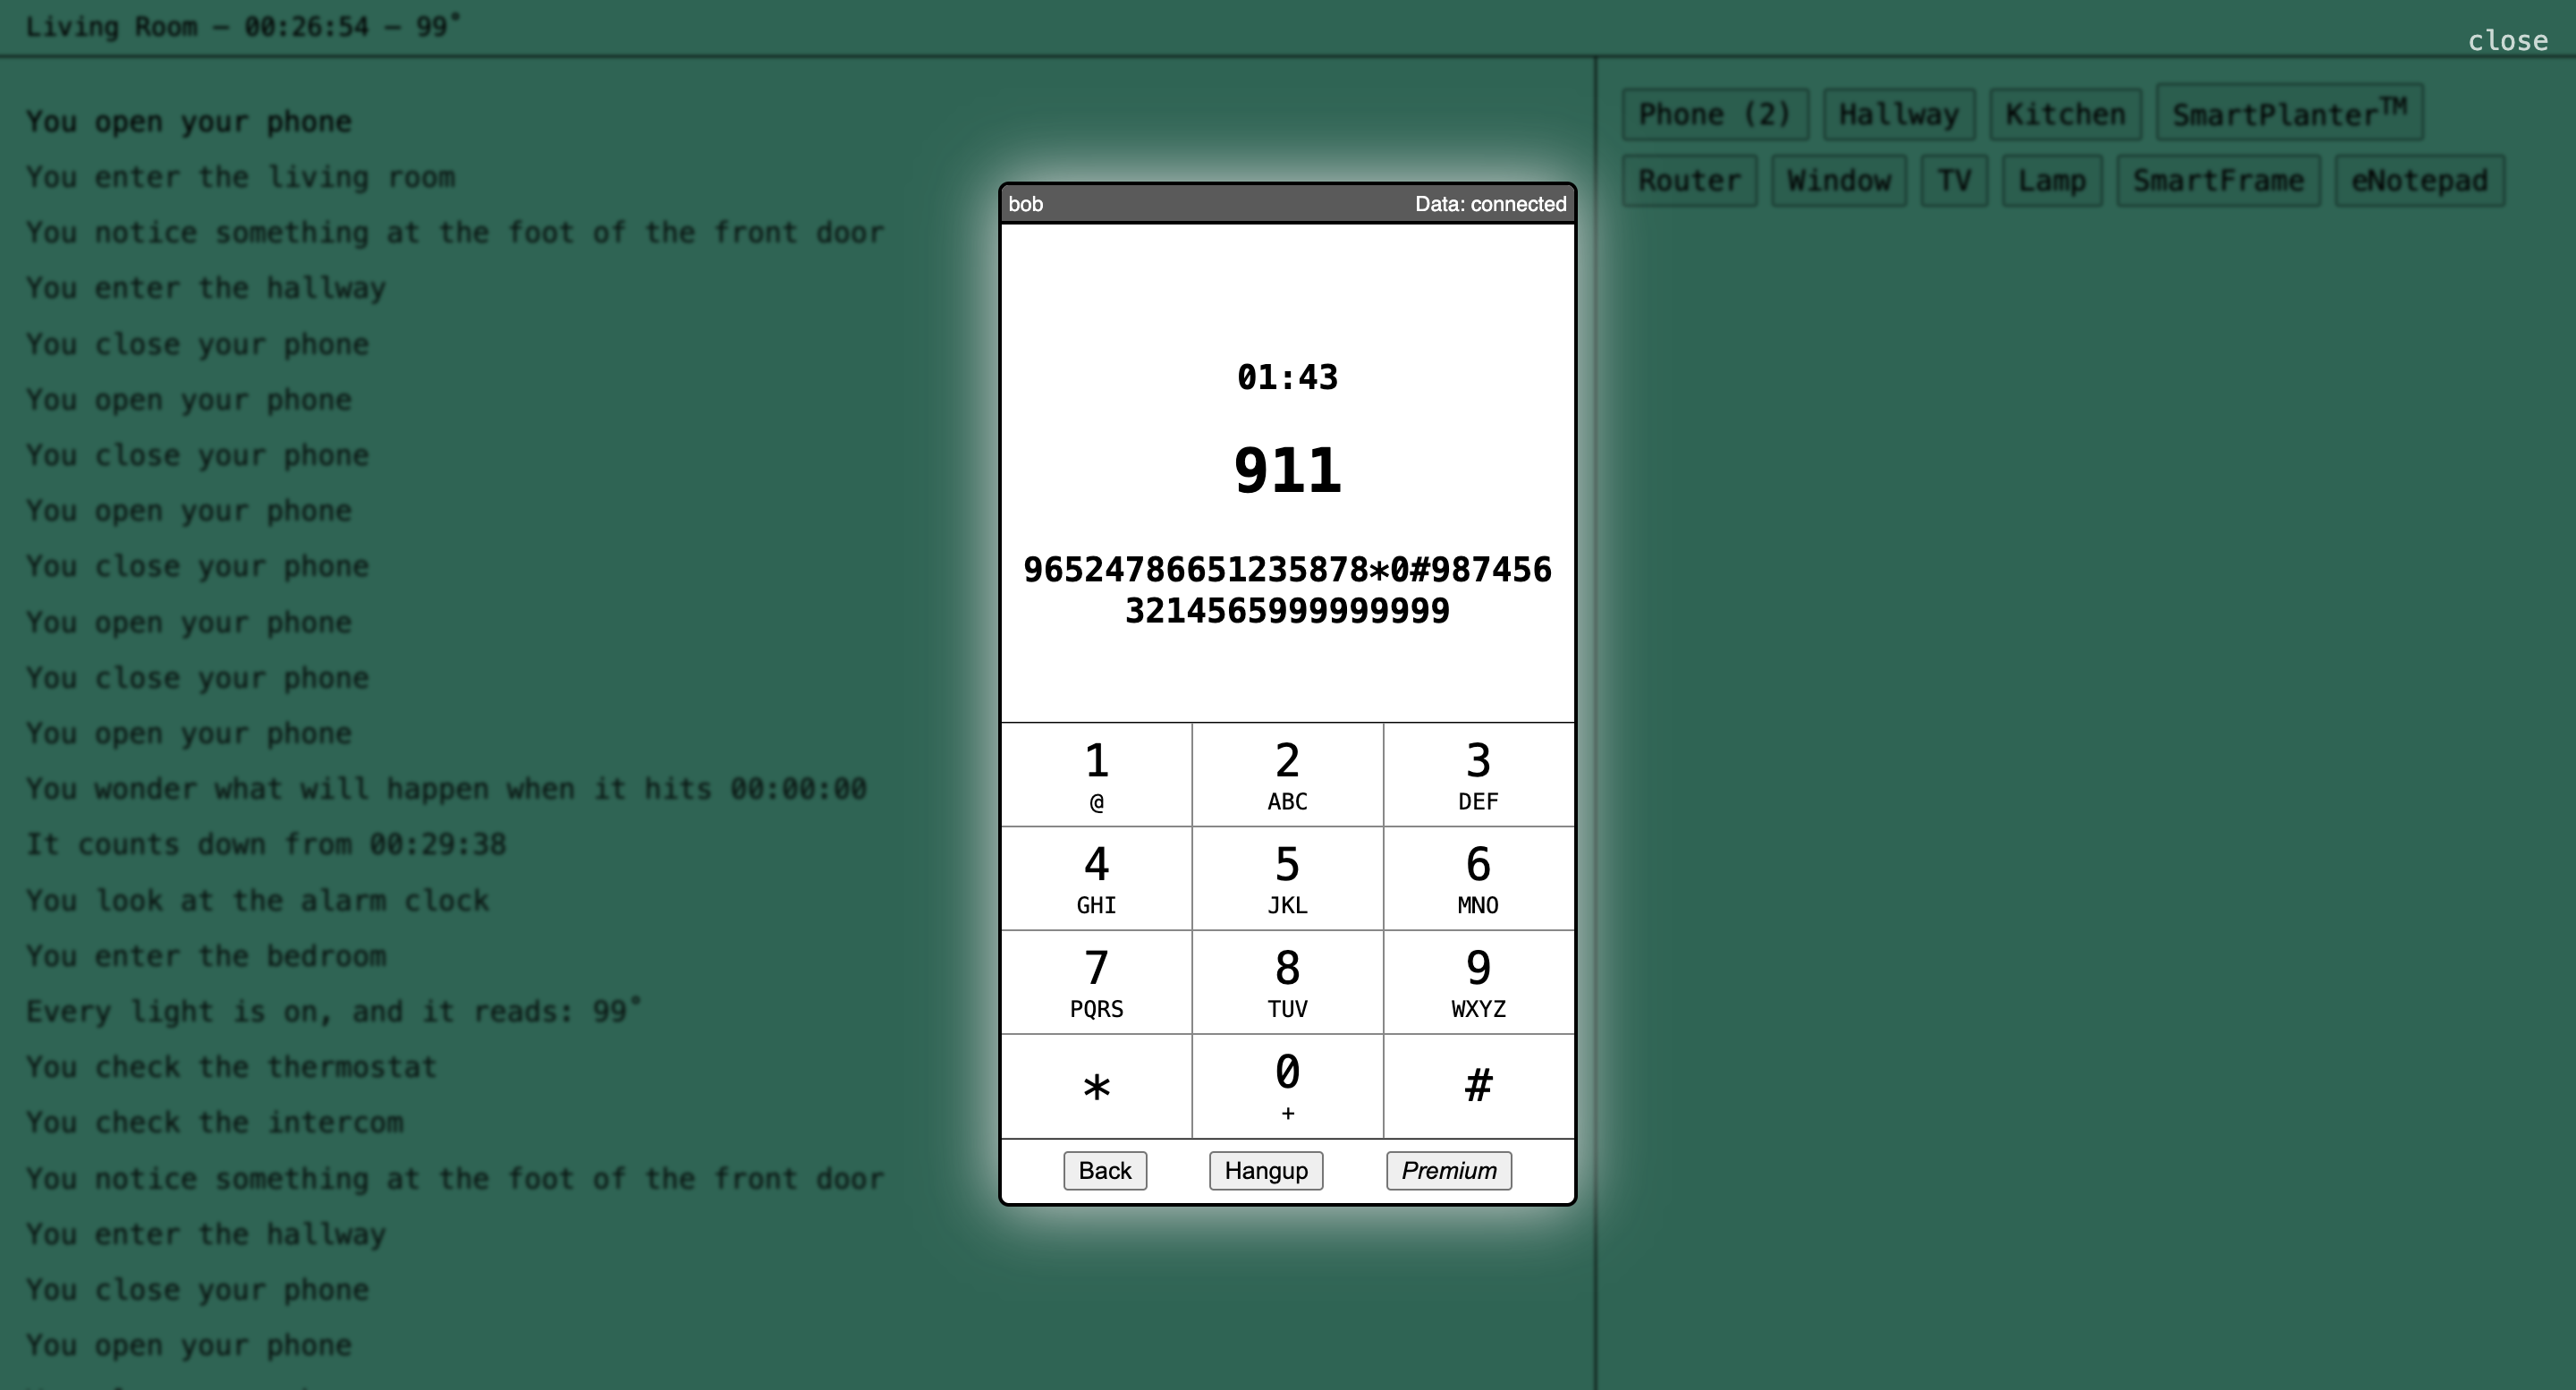 Living Room — 00:26:54 — 99°
close
You open your phone
You enter the living room
You notice something at the foot of the front door
You enter the hallway
You close your phone
You open your phone
You close your phone
You open your phone
You close your phone
You open your phone
You close your phone
You open your phone
You wonder what will happen when it hits 00:00:00
It counts down from 00:29:38
You look at the alarm clock
You enter the bedroom
Every light is on, and it reads: 99°
You check the thermostat
You check the intercom
You notice something at the foot of the front door
You enter the hallway
You close your phone
You open your phone
bob Data: connected
01:43
911
96524786651235878*0#987456
3214565999999999
1 2 3
@ ABC DEF
4 5 6
GHI JKL MNO
7 8 9
PQRS TUV WXYZ
* 0 #
+
Back Hangup Premium
Phone (2) Hallway Kitchen SmartPlanter™
Router Window TV Lamp SmartFrame eNotepad